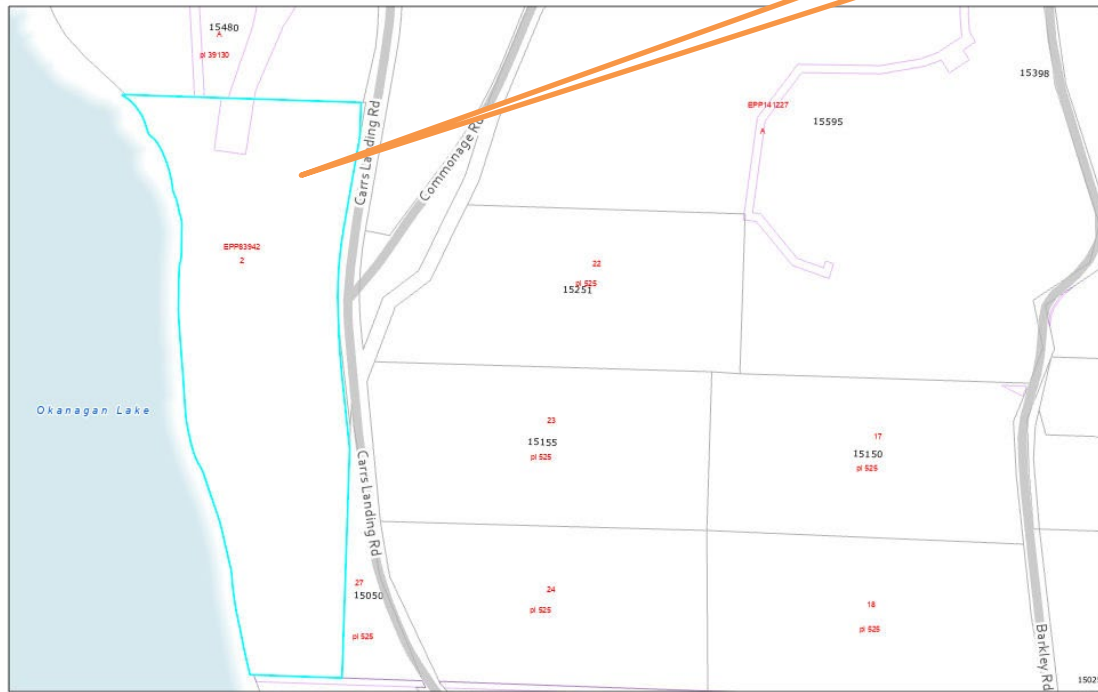 15480
A
pl 39130
Carrs Landing Rd
Commonage Rd
EPP141227
A
15595
15398
EPP83942
2
22
pl 525
15251
Okanagan Lake
23
15155
pl 525
17
15150
pl 525
Carrs Landing Rd
27
15050
pl 525
24
pl 525
18
pl 525
Barkley Rd